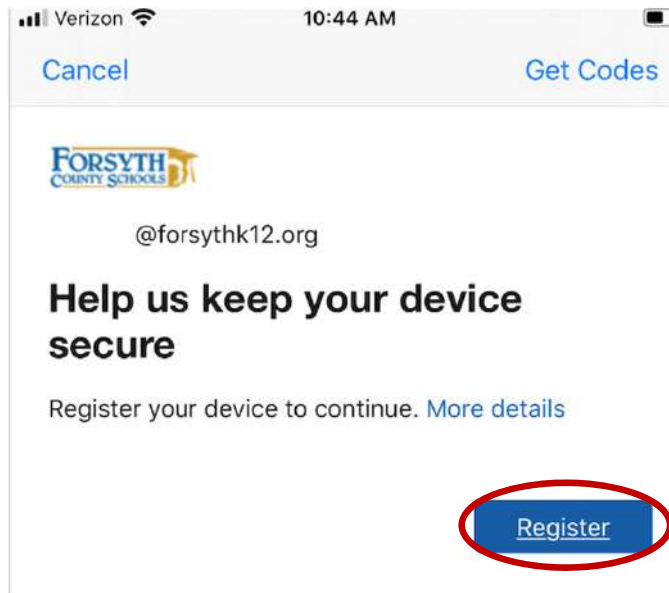 Verizon 10:44 AM
Cancel Get Codes
FORSYTH
COUNTY SCHOOLS
@forsythk12.org
Help us keep your device
secure
Register your device to continue. More details
Register